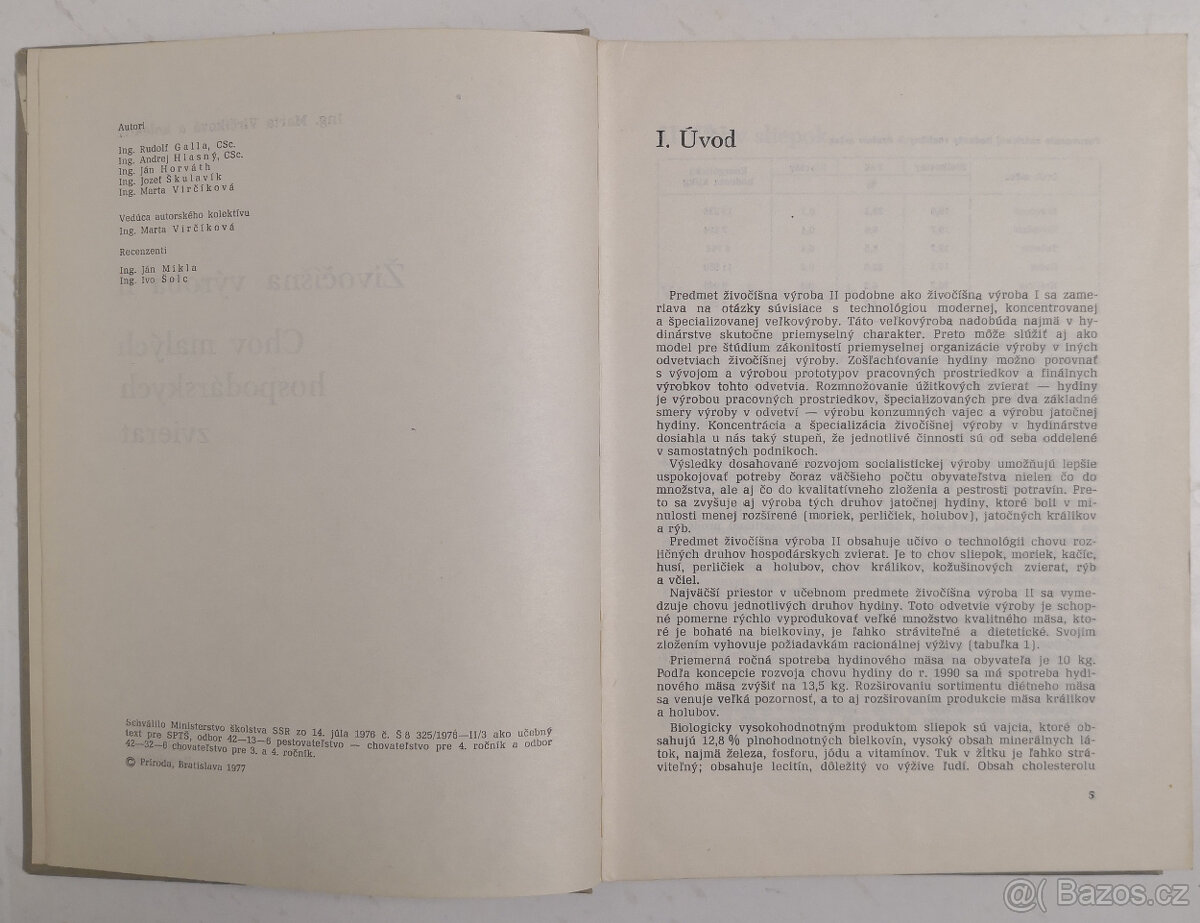 Autori
Ing. Rudolf Galla, CSc.
Ing. Andrej Hlasný, CSc.
Ing. Ján Horváth
Ing. Jozef Škulavík
Ing. Marta Virčíková
Vedúca autorského kolektívu
Ing. Marta Virčíková
Recenzenti
Ing. Ján Mikla
Ing. Ivo Šolc
Schválilo Ministerstvo školstva SSR zo 14. júla 1976 č. S 8 325/1976—II/3 ako učebný
text pre SPTŠ, odbor 42—13—6 pestovateľstvo — chovateľstvo pre 4. ročník a odbor
42—32—6 chovateľstvo pre 3. a 4. ročník.
© Príroda, Bratislava 1977
I. Úvod
Predmet živočíšna výroba II podobne ako živočíšna výroba I sa zame-
riava na otázky súvisiace s technológiou modernej, koncentrovanej
a špecializovanej veľkovýroby. Táto veľkovýroba nadobúda najmä v hy-
dinárstve skutočne priemyselný charakter. Preto môže slúžiť aj ako
model pre štúdium zákonitostí priemyselnej organizácie výroby v iných
odvetviach živočíšnej výroby. Zošľachťovanie hydiny možno porovnať
s vývojom a výrobou prototypov pracovných prostriedkov a finálnych
výrobkov tohto odvetvia. Rozmnožovanie úžitkových zvierat — hydiny
je výrobou pracovných prostriedkov, špecializovaných pre dva základné
smery výroby v odvetví — výrobu konzumných vajec a výrobu jatočnej
hydiny. Koncentrácia a špecializácia živočíšnej výroby v hydinárstve
dosiahla u nás taký stupeň, že jednotlivé činnosti sú od seba oddelené
v samostatných podnikoch.
Výsledky dosahované rozvojom socialistickej výroby umožňujú lepšie
uspokojovať potreby čoraz väčšieho počtu obyvateľstva nielen čo do
množstva, ale aj čo do kvalitatívneho zloženia a pestrosti potravín. Pre-
to sa zvyšuje aj výroba tých druhov jatočnej hydiny, ktoré boli v mi-
nulosti menej rozšírené (moriek, perličiek, holubov), jatočných králikov
a rýb.
Predmet živočíšna výroba II obsahuje učivo o technológii chovu roz-
ličných druhov hospodárskych zvierat. Je to chov sliepok, moriek, kačíc,
husí, perličiek a holubov, chov králikov, kožušinových zvierat, rýb
a včiel.
Najväčší priestor v učebnom predmete živočíšna výroba II sa vyme-
dzuje chovu jednotlivých druhov hydiny. Toto odvetvie výroby je schop-
né pomerne rýchlo vyprodukovať veľké množstvo kvalitného mäsa, kto-
ré je bohaté na bielkoviny, je ľahko stráviteľné a dietetické. Svojím
zložením vyhovuje požiadavkám racionálnej výživy (tabuľka 1).
Priemerná ročná spotreba hydinového mäsa na obyvateľa je 10 kg.
Podľa koncepcie rozvoja chovu hydiny do r. 1990 sa má spotreba hydi-
nového mäsa zvýšiť na 13,5 kg. Rozširovaniu sortimentu diétneho mäsa
sa venuje veľká pozornosť, a to aj rozširovaním produkcie mäsa králikov
a holubov.
Biologicky vysokohodnotným produktom sliepok sú vajcia, ktoré ob-
sahujú 12,8 % plnohodnotných bielkovín, vysoký obsah minerálnych lá-
tok, najmä železa, fosforu, jódu a vitamínov. Tuk v žĺtku je ľahko strá-
viteľný; obsahuje lecitín, dôležitý vo výžive ľudí. Obsah cholesterolu
5
@( Bazos.cz